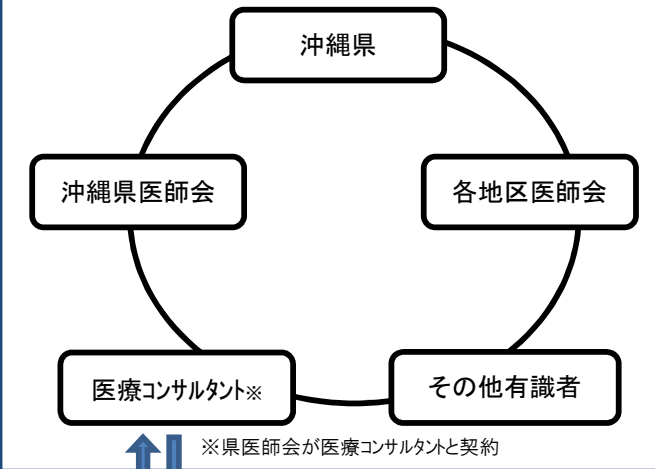 沖縄県
沖縄県医師会
各地区医師会
医療コンサルタント※
その他有識者
※県医師会が医療コンサルタントと契約